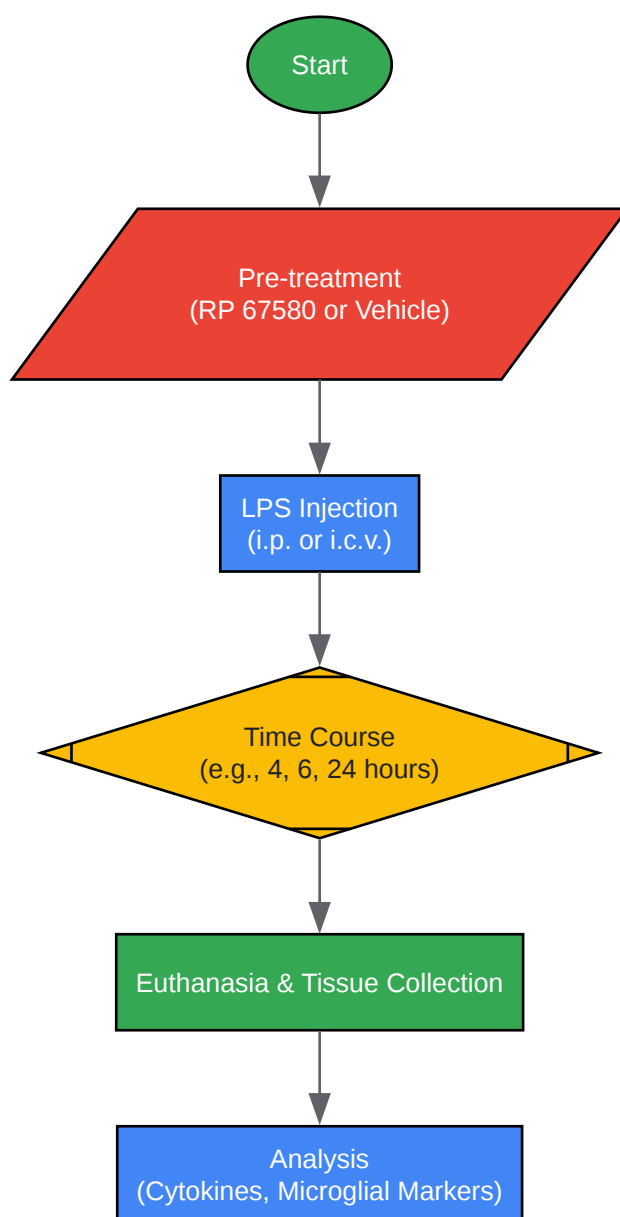 Start
Pre-treatment
(RP 67580 or Vehicle)
LPS Injection
(i.p. or i.c.v.)
Time Course
(e.g., 4, 6, 24 hours)
Euthanasia & Tissue Collection
Analysis
(Cytokines, Microglial Markers)